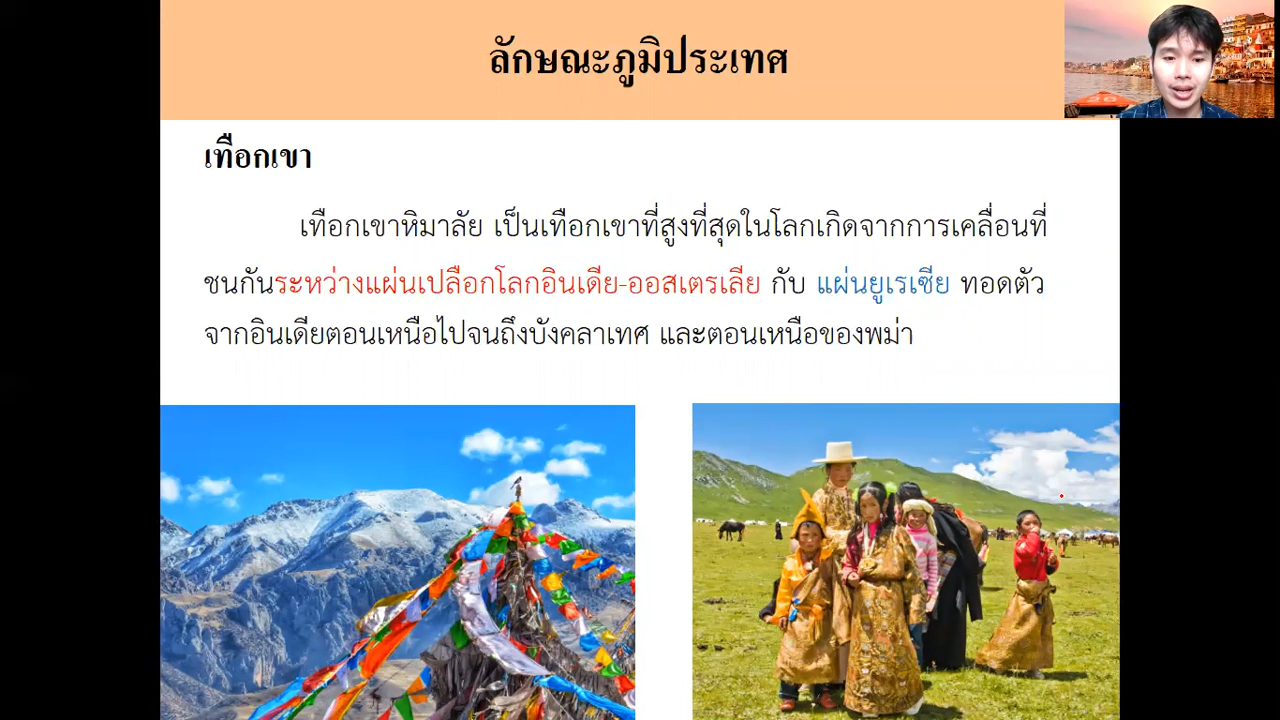 ลักษณะภูมิประเทศ
เทือกเขา
เทือกเขาหิมาลัย เป็นเทือกเขาที่สูงที่สุดในโลกเกิดจากการเคลื่อนที่
ชนกันระหว่างแผ่นเปลือกโลกอินเดีย-ออสเตรเลีย กับ แผ่นยูเรเซีย ทอดตัว
จากอินเดียตอนเหนือไปจนถึงบังคลาเทศ และตอนเหนือของพม่า